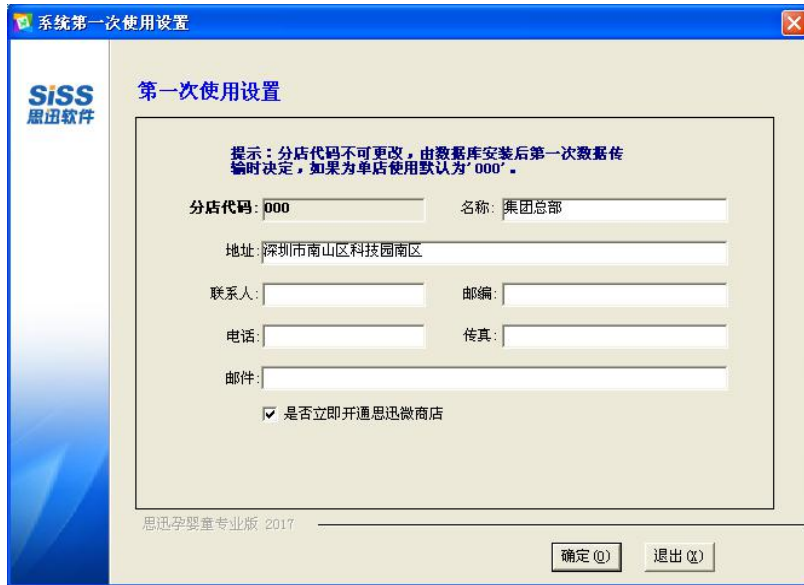 系统第一次使用设置
SiSS
思迅软件
第一次使用设置
提示：分店代码不可更改，由数据库安装后第一次数据传
输时决定，如果为单店使用默认为'000'。
分店代码: 000 名称: 集团总部
地址: 深圳市南山区科技园南区
联系人: 邮编:
电话: 传真:
邮件:
是否立即开通思迅微商店
思迅孕婴童专业版 2017
确定(O) 退出(X)